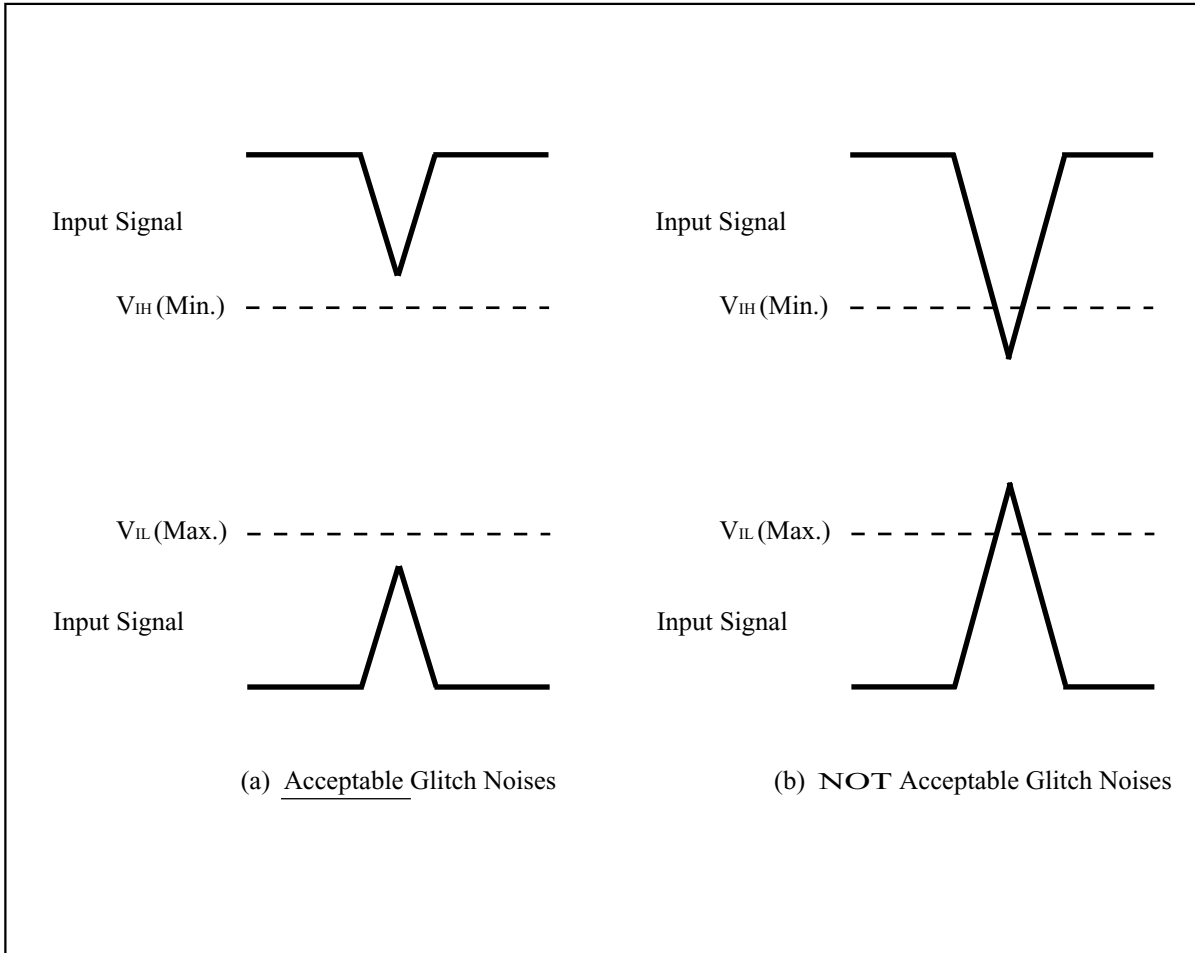 Input Signal
VIH (Min.)
VIL (Max.)
Input Signal
(a) Acceptable Glitch Noises
Input Signal
VIH (Min.)
VIL (Max.)
Input Signal
(b) NOT Acceptable Glitch Noises